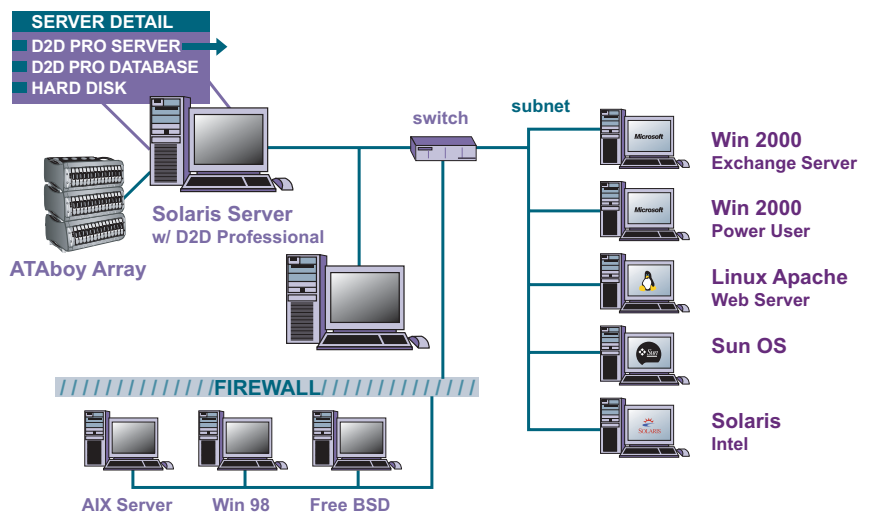 SERVER DETAIL
D2D PRO SERVER
D2D PRO DATABASE
HARD DISK
switch
subnet
Microsoft
Win 2000
Exchange Server
Solaris Server
w/ D2D Professional
Microsoft
Win 2000
Power User
ATAboy Array
Linux Apache
Web Server
Sun
Sun OS
FIREWALL
SOLARIS
Solaris
Intel
AIX Server
Win 98
Free BSD